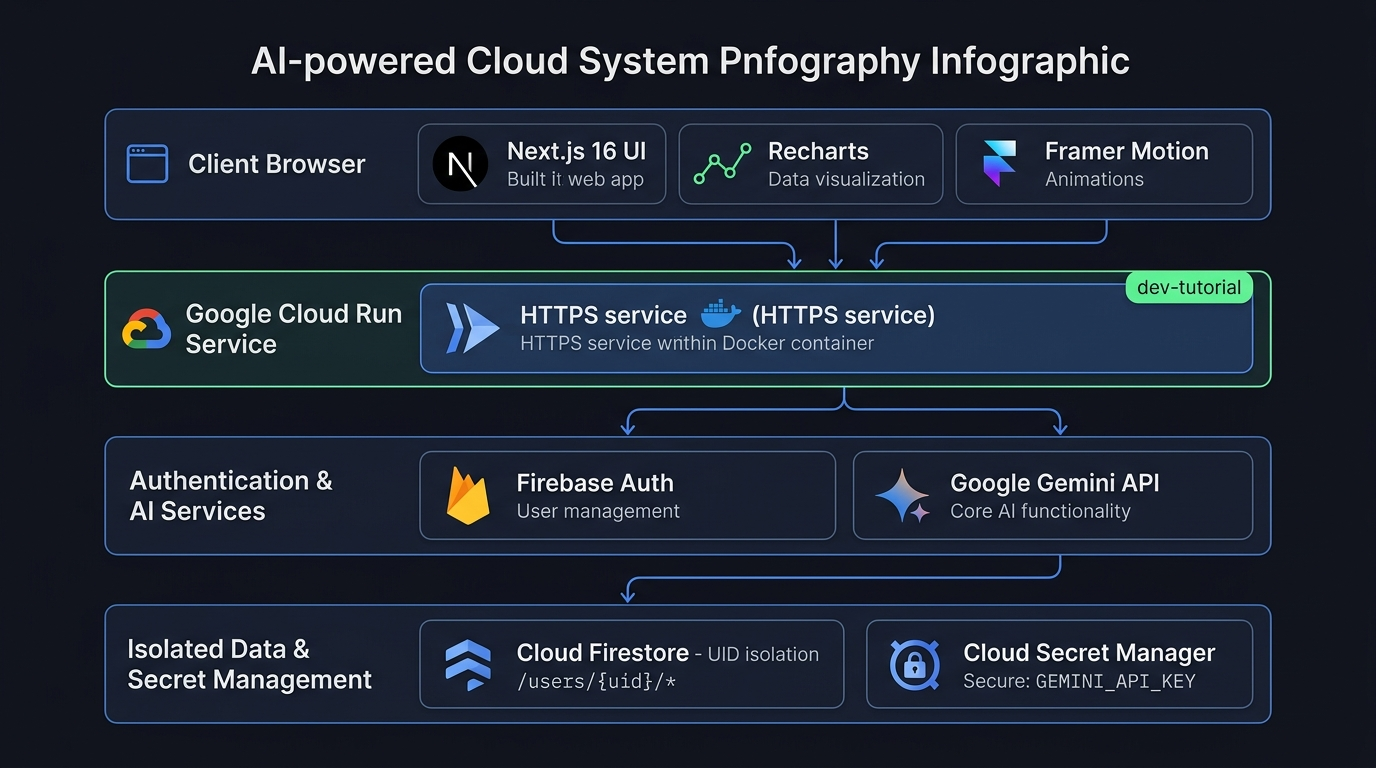 AI-powered Cloud System Pnfography Infographic
Client Browser
Next.js 16 UI
Built it web app
Recharts
Data visualization
Framer Motion
Animations
dev-tutorial
Google Cloud Run
Service
HTTPS service (HTTPS service)
HTTPS service wrthin Docker container
Authentication &
AI Services
Firebase Auth
User management
Google Gemini API
Core AI functionality
Isolated Data &
Secret Management
Cloud Firestore - UID isolation
/users/{uid}/*
Cloud Secret Manager
Secure: GEMINI_API_KEY